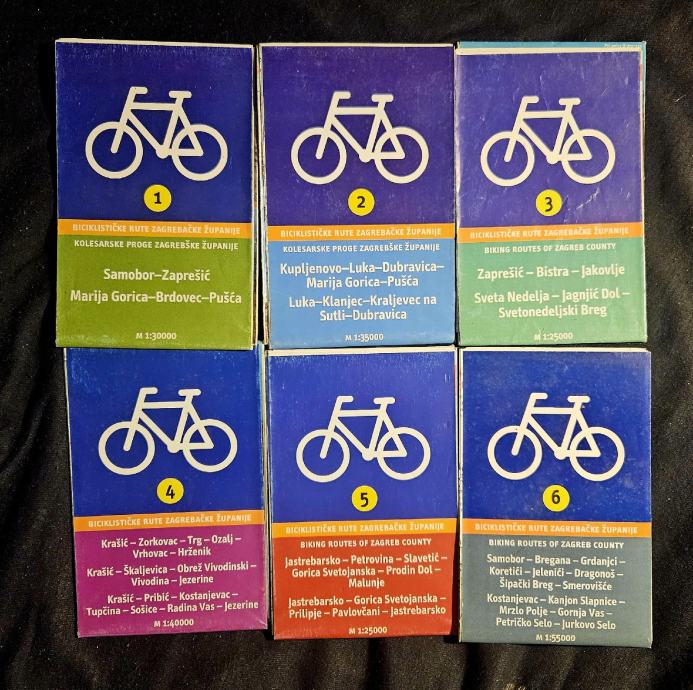 1
BICIKLISTIČKE RUTE ZAGREBAČKE ŽUPANIJE
KOLESARSKE PROGE ZAGREBŠKE ŽUPANIJE
Samobor–Zaprešić
Marija Gorica–Brdovec–Pušća
M 1:30000
2
BICIKLISTIČKE RUTE ZAGREBAČKE ŽUPANIJE
KOLESARSKE PROGE ZAGREBŠKE ŽUPANIJE
Kupljenovo–Luka–Dubravica–
Marija Gorica–Pušća
Luka–Klanjec–Kraljevec na
Sutli–Dubravica
M 1:35000
3
BICIKLISTIČKE RUTE ZAGREBAČKE ŽUPANIJE
BIKING ROUTES OF ZAGREB COUNTY
Zaprešić – Bistra – Jakovlje
Sveta Nedelja – Jagnjić Dol –
Svetonedeljski Breg
M 1:25000
4
BICIKLISTIČKE RUTE ZAGREBAČKE ŽUPANIJE
Krašić – Zorkovac – Trg – Ozalj –
Vrhovac – Hrženik
Krašić – Škaljevica – Obrež Vivodinski –
Vivodina – Jezerine
Krašić – Pribić – Kostanjevac –
Tupčina – Sošice – Radina Vas – Jezerine
M 1:40000
5
BICIKLISTIČKE RUTE ZAGREBAČKE ŽUPANIJE
BIKING ROUTES OF ZAGREB COUNTY
Jastrebarsko – Petrovina – Slavetić –
Gorica Svetojanska – Prodin Dol –
Malunje
Jastrebarsko – Gorica Svetojanska –
Prilipje – Pavlovčani – Jastrebarsko
M 1:25000
6
BICIKLISTIČKE RUTE ZAGREBAČKE ŽUPANIJE
BIKING ROUTES OF ZAGREB COUNTY
Samobor – Bregana – Grdanjci –
Koretići – Jeleniči – Dragonoš –
Šipački Breg – Smerovišće
Kostanjevac – Kanjon Slapnice –
Mrzlo Polje – Gornja Vas –
Petričko Selo – Jurkovo Selo
M 1:55000